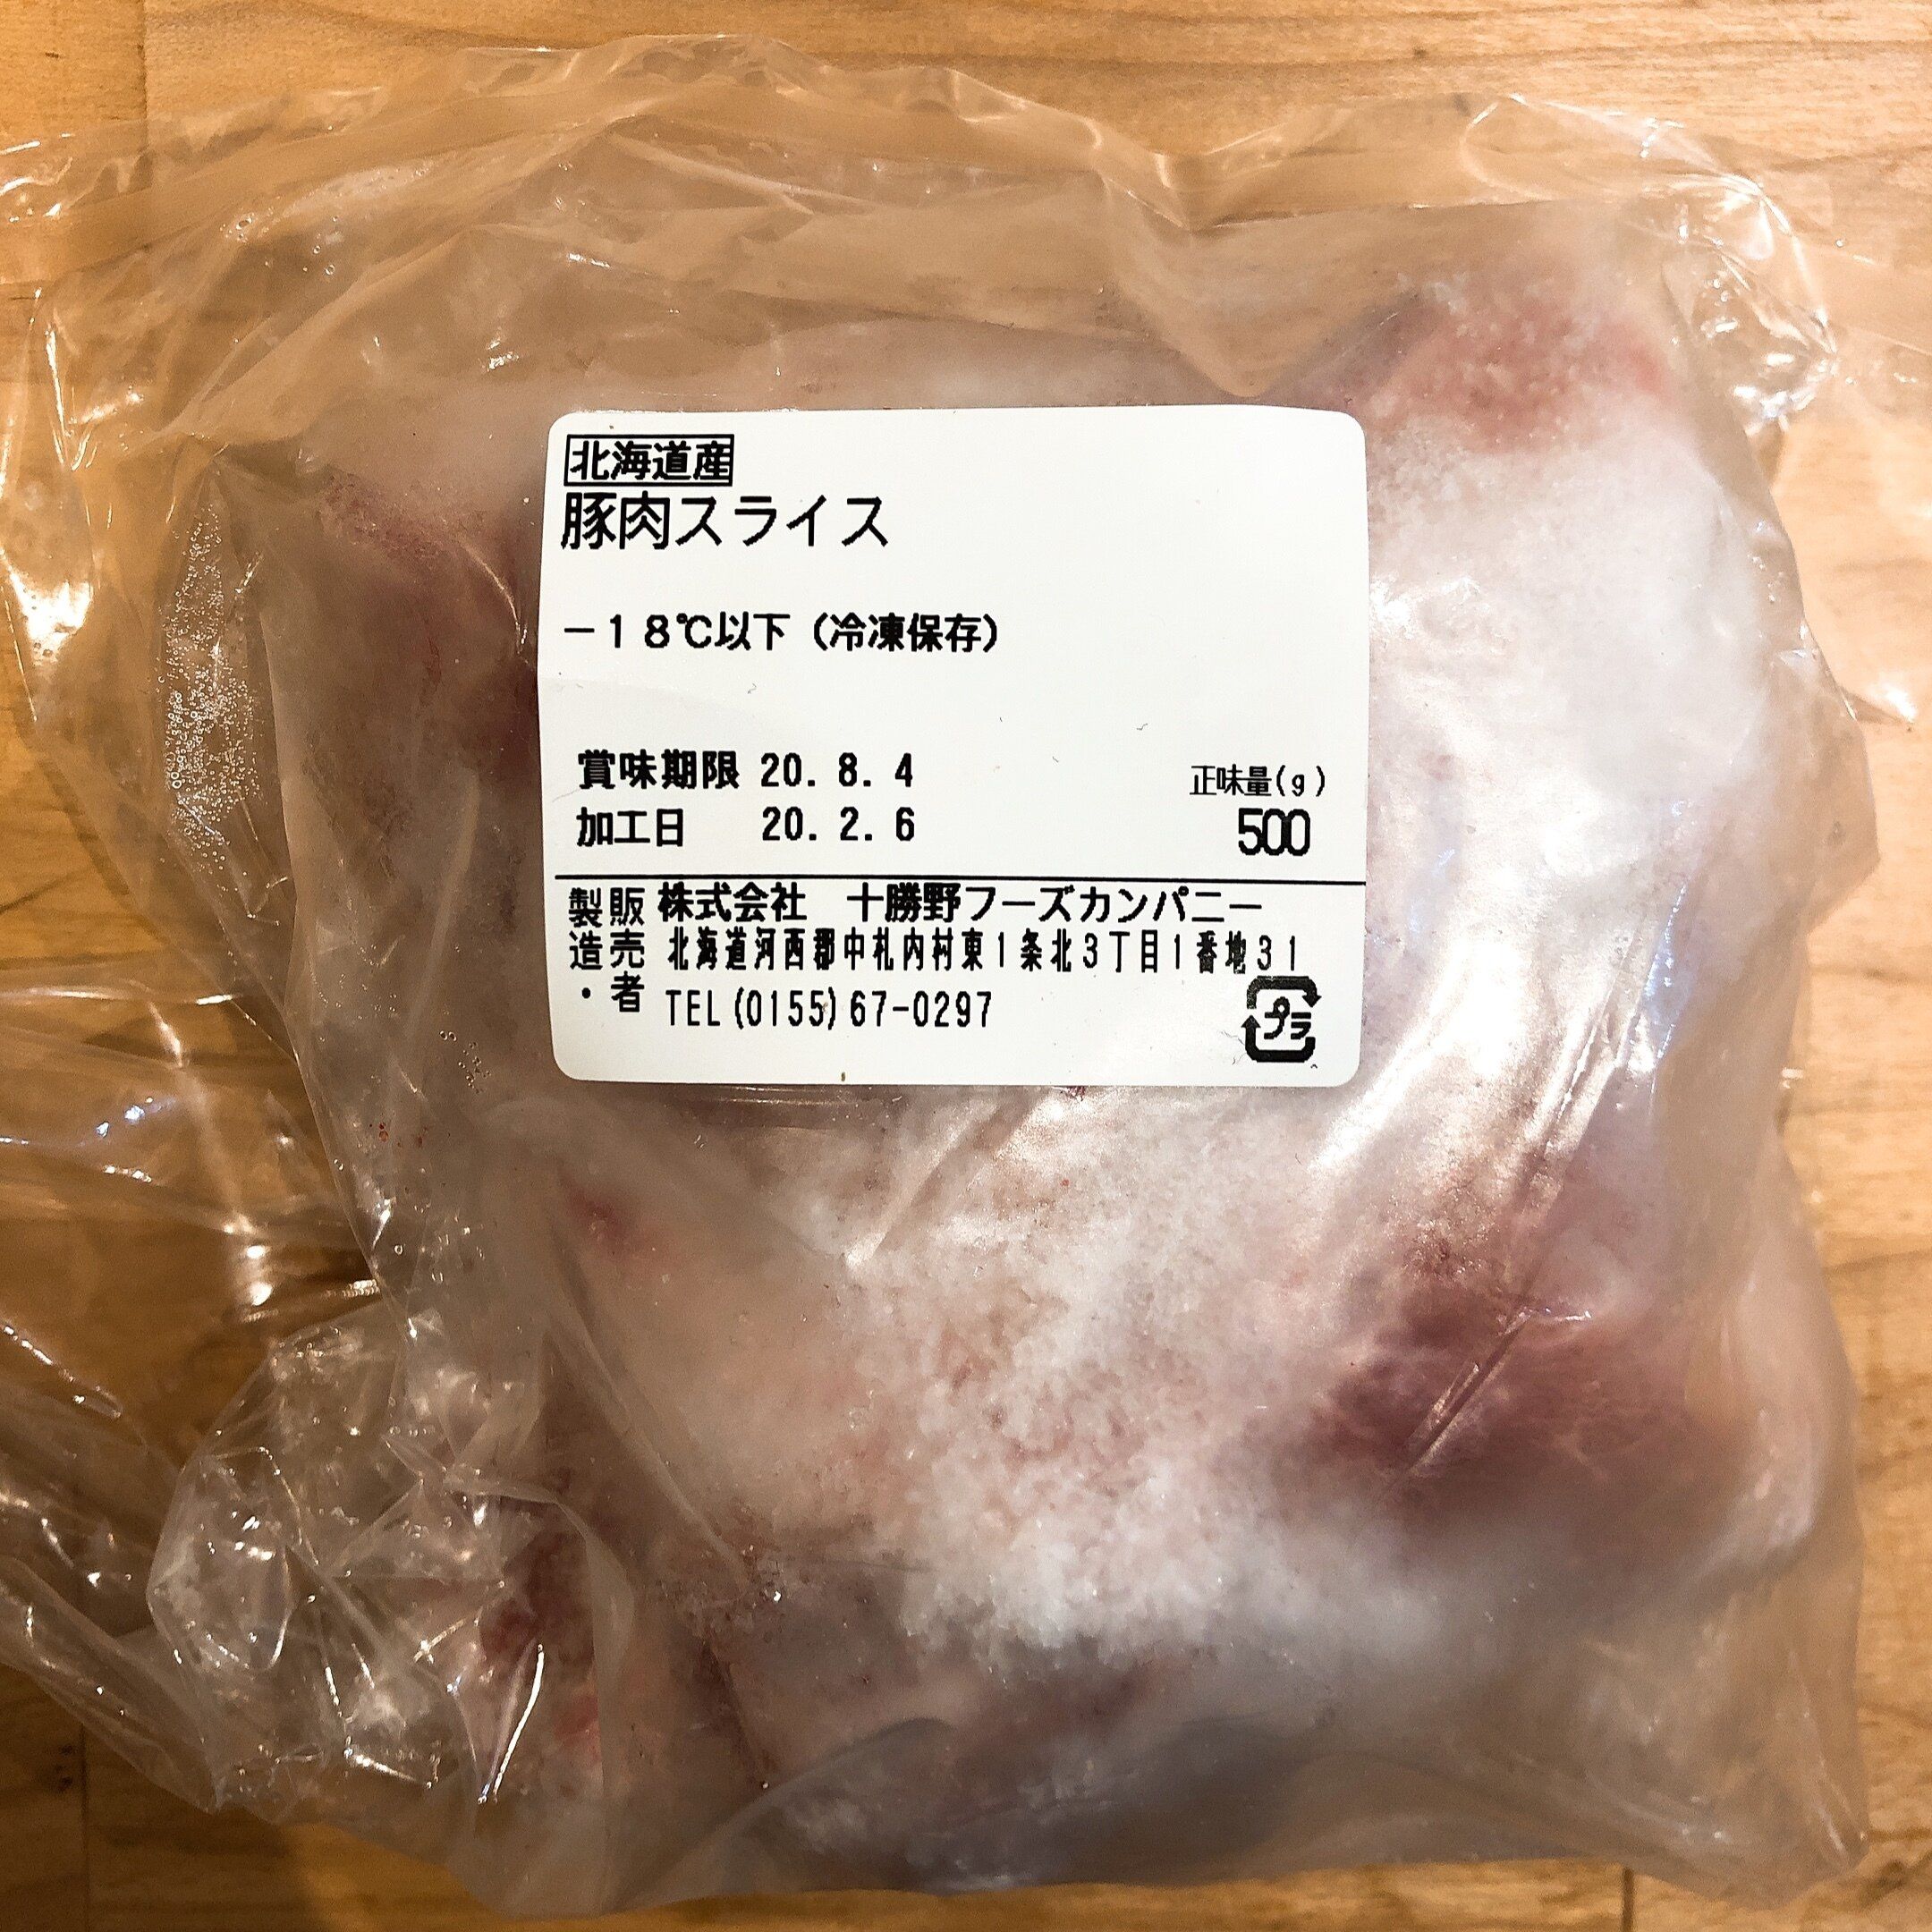 北海道産
豚肉スライス
－１８℃以下（冷凍保存）
賞味期限 20. 8. 4
加工日 20. 2. 6
正味量(g)
500
製造・販売者
株式会社　十勝野フーズカンパニー
北海道河西郡中札内村東1条北3丁目1番地31
TEL(0155)67-0297
プラ